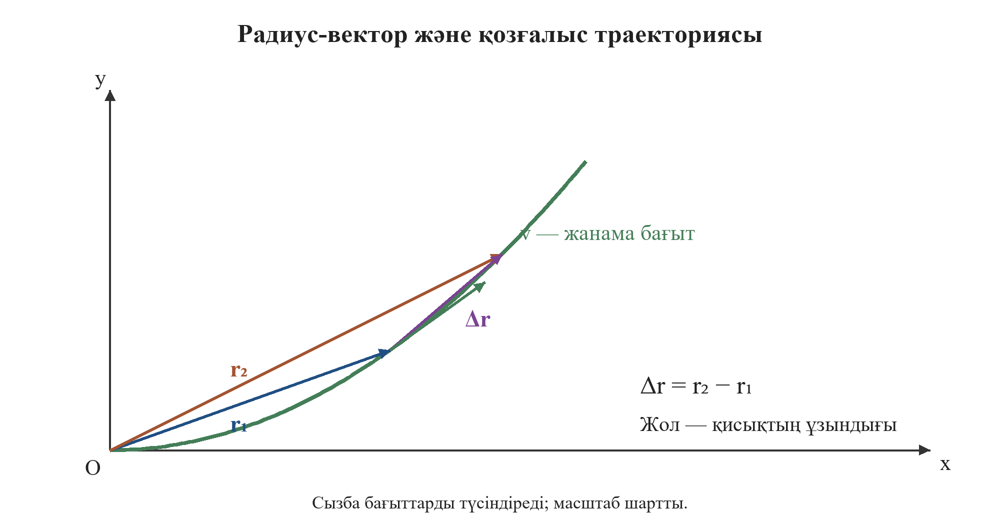 Радиус-вектор және қозғалыс траекториясы
y
v — жанама бағыт
Δr
r₂
Δr = r₂ − r₁
r₁
Жол — қисықтың ұзындығы
O
x
Сызба бағыттарды түсіндіреді; масштаб шартты.